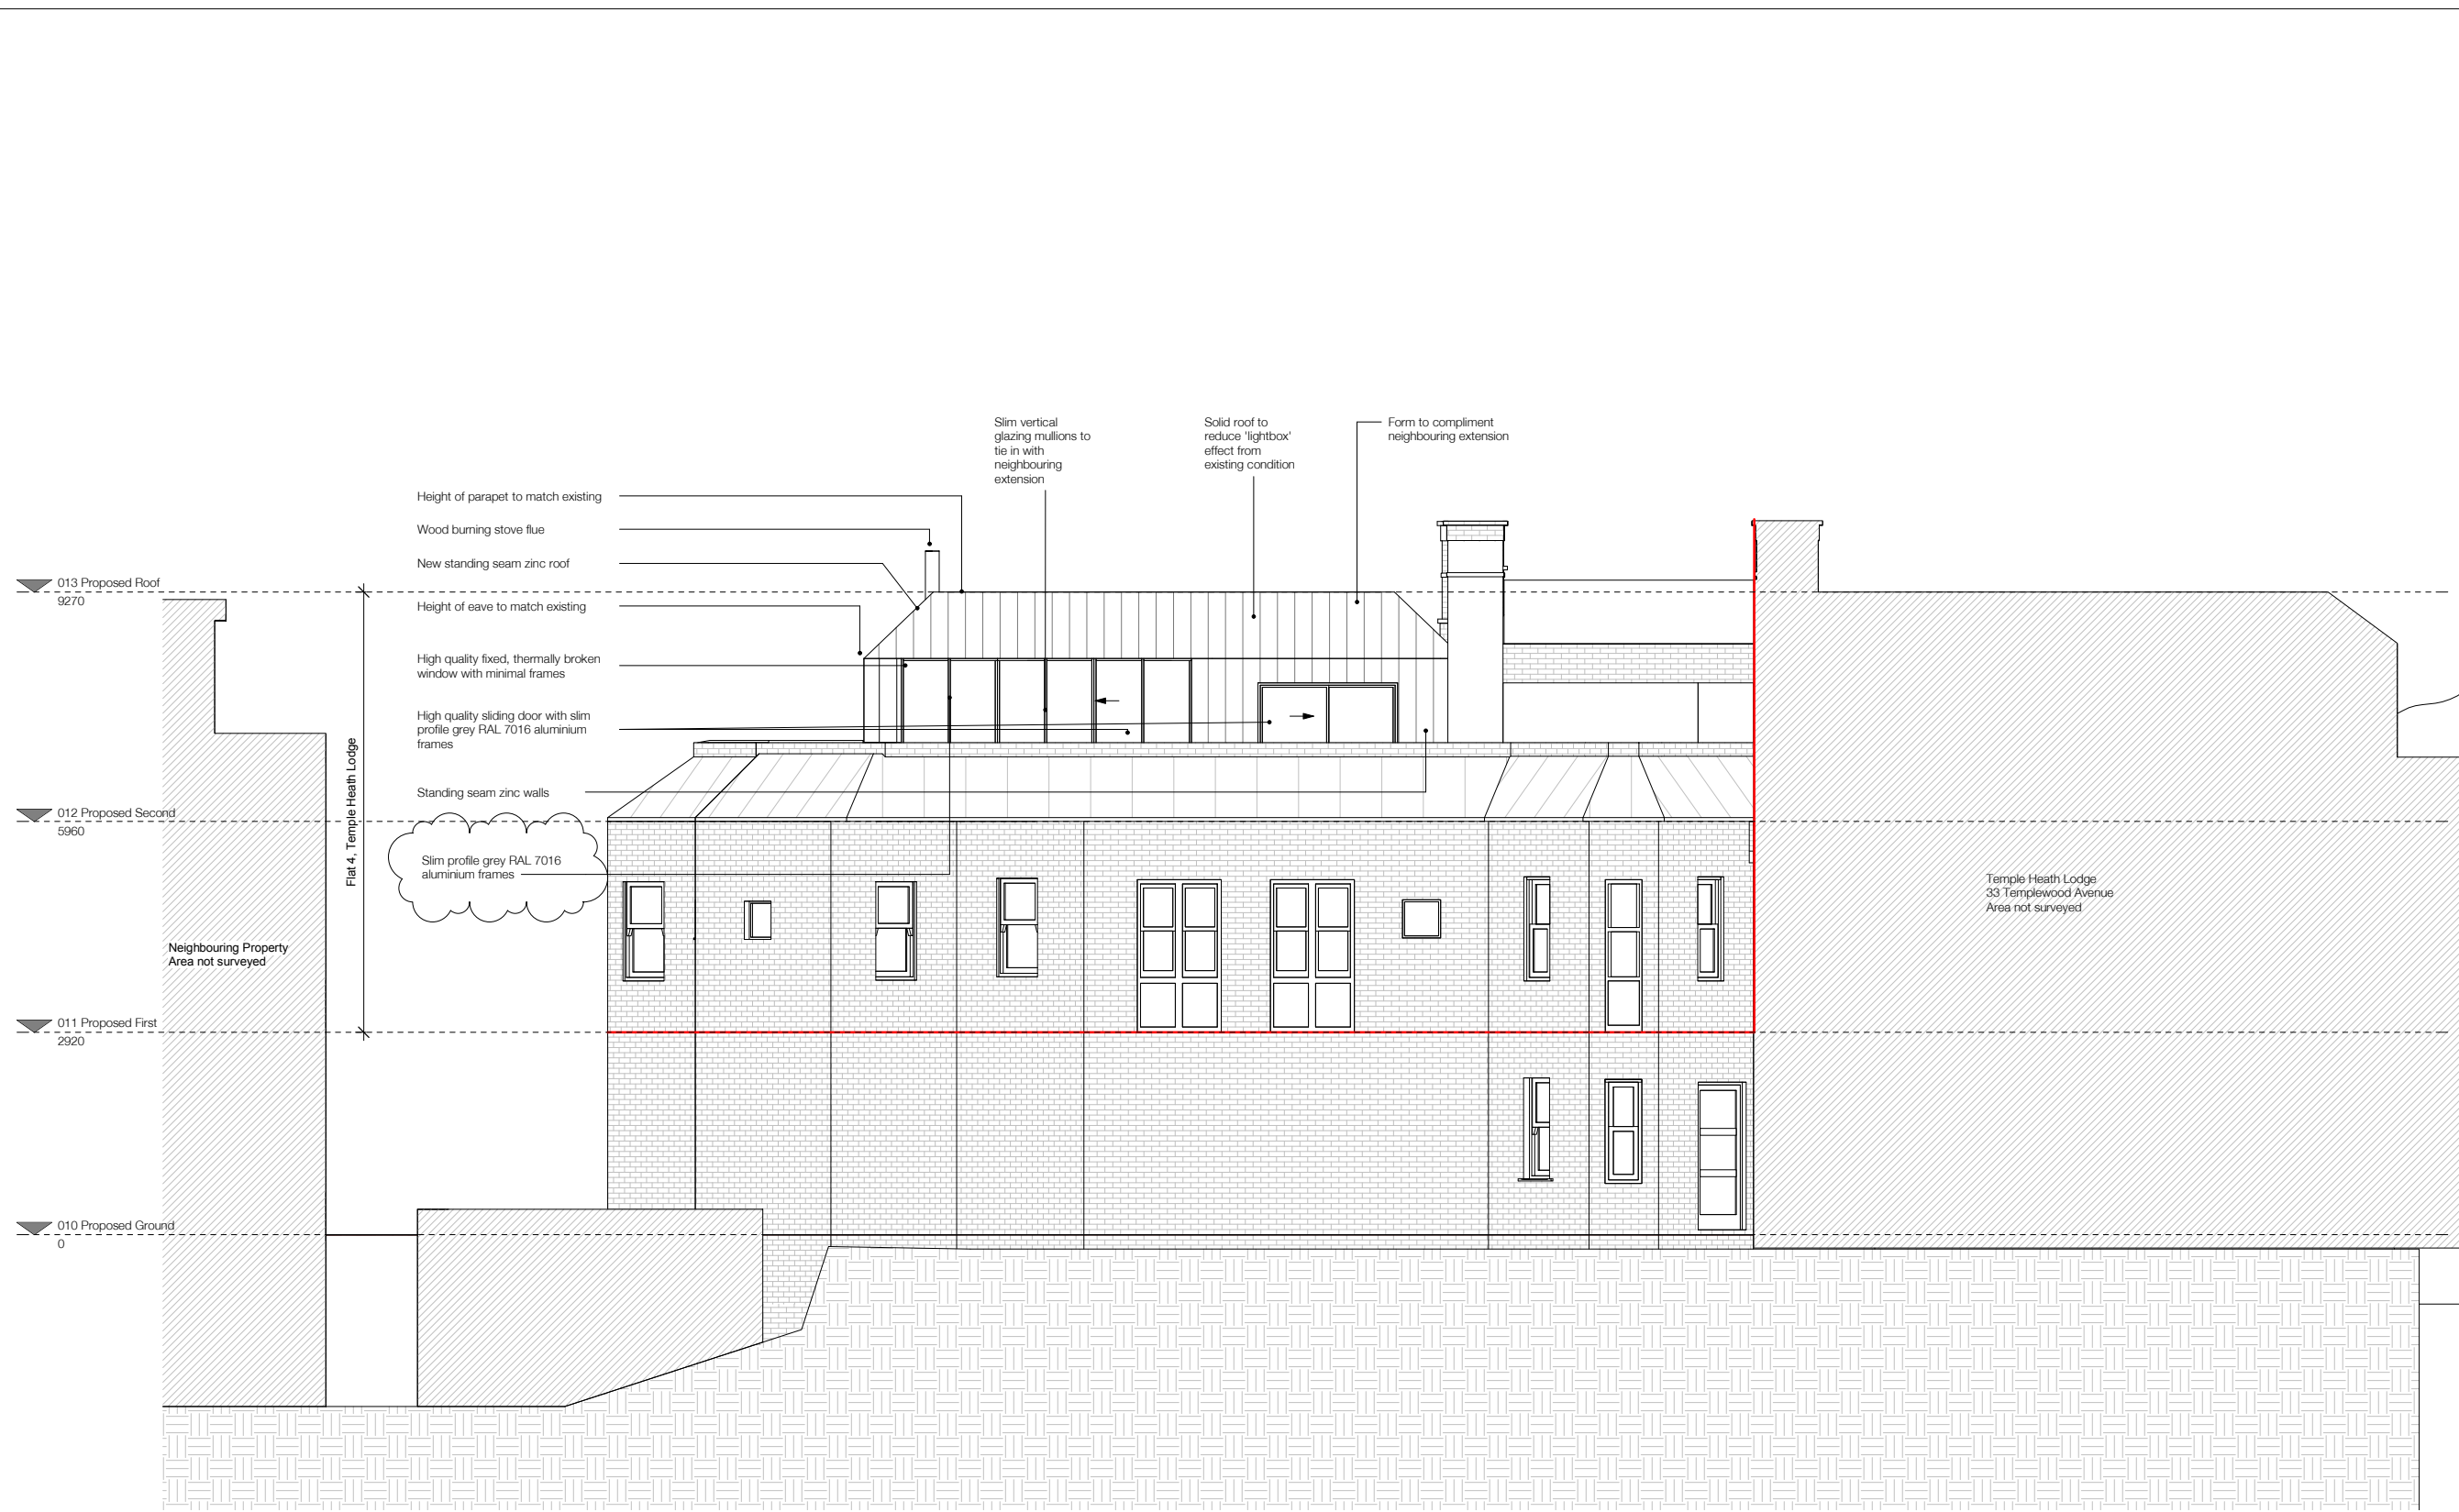 Slim vertical
glazing mullions to
tie in with
neighbouring
extension
Solid roof to
reduce 'lightbox'
effect from
existing condition
Form to compliment
neighbouring extension
Height of parapet to match existing
Wood burning stove flue
New standing seam zinc roof
013 Proposed Roof
9270
Height of eave to match existing
High quality fixed, thermally broken
window with minimal frames
High quality sliding door with slim
profile grey RAL 7016 aluminium
frames
Standing seam zinc walls
012 Proposed Second
5960
Flat 4, Temple Heath Lodge
Slim profile grey RAL 7016
aluminium frames
Temple Heath Lodge
33 Templewood Avenue
Area not surveyed
Neighbouring Property
Area not surveyed
011 Proposed First
2920
010 Proposed Ground
0